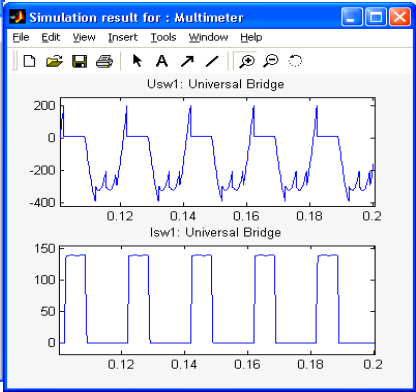 Simulation result for : Multimeter
File Edit View Insert Tools Window Help
A
Usw1: Universal Bridge
200
0
-200
-400
0.12 0.14 0.16 0.18 0.2
Isw1: Universal Bridge
150
100
50
0
0.12 0.14 0.16 0.18 0.2